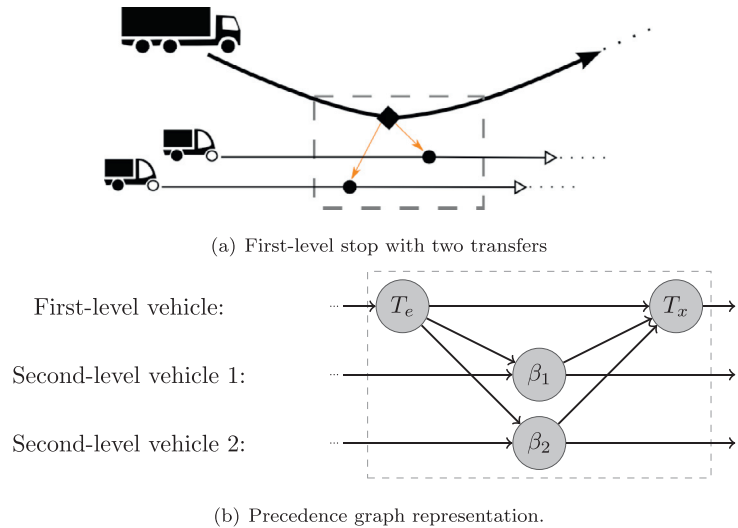 (a) First-level stop with two transfers
First-level vehicle:
T_e
T_x
Second-level vehicle 1:
β_1
Second-level vehicle 2:
β_2
(b) Precedence graph representation.